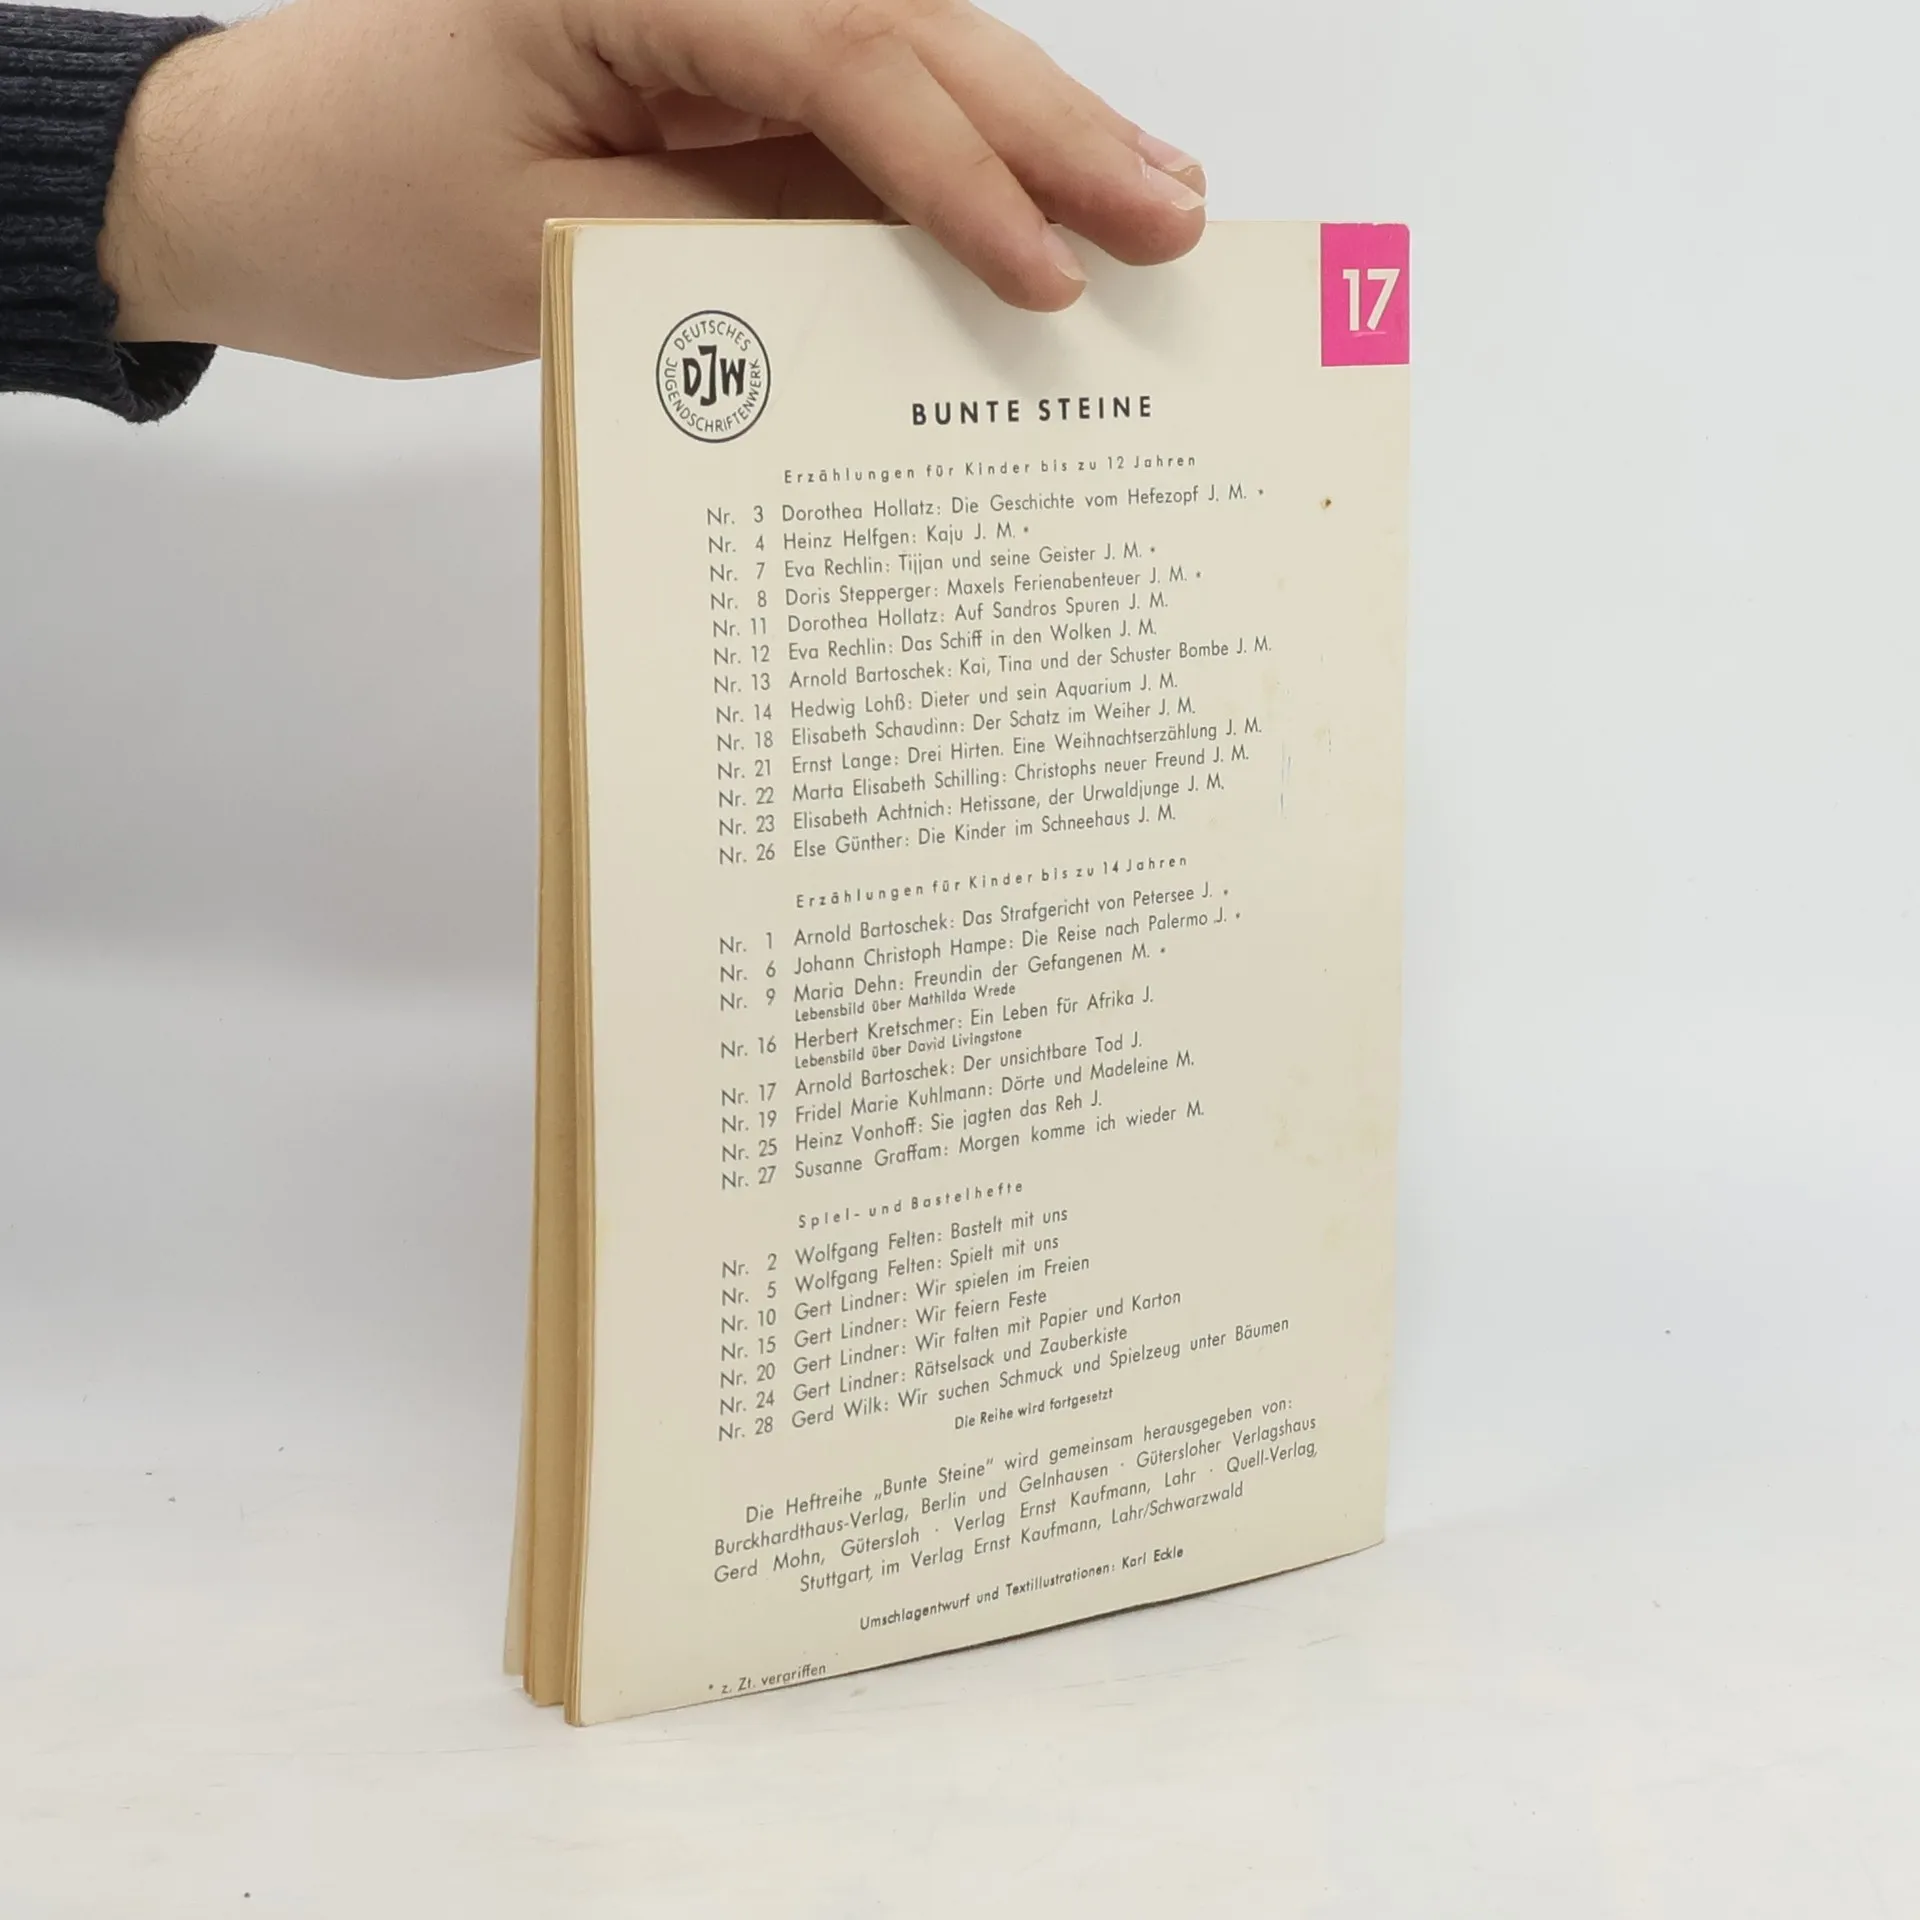 17
DEUTSCHES
JUGENDSCHRIFTENWERK
DJW
BUNTE STEINE
Erzählungen für Kinder bis zu 12 Jahren
Nr. 3 Dorothea Hollatz: Die Geschichte vom Hefezopf J. M. *
Nr. 4 Heinz Helfgen: Kaju J. M. *
Nr. 7 Eva Rechlin: Tijjan und seine Geister J. M. *
Nr. 8 Doris Stepperger: Maxels Ferienabenteuer J. M. *
Nr. 11 Dorothea Hollatz: Auf Sandros Spuren J. M.
Nr. 12 Eva Rechlin: Das Schiff in den Wolken J. M.
Nr. 13 Arnold Bartoschek: Kai, Tina und der Schuster Bombe J. M.
Nr. 14 Hedwig Lohß: Dieter und sein Aquarium J. M.
Nr. 18 Elisabeth Schaudinn: Der Schatz im Weiher J. M.
Nr. 21 Ernst Lange: Drei Hirten. Eine Weihnachtserzählung J. M.
Nr. 22 Marta Elisabeth Schilling: Christophs neuer Freund J. M.
Nr. 23 Elisabeth Achtnich: Hetissane, der Urwaldjunge J. M.
Nr. 26 Else Günther: Die Kinder im Schneehaus J. M.
Erzählungen für Kinder bis zu 14 Jahren
Nr. 1 Arnold Bartoschek: Das Strafgericht von Petersee J. *
Nr. 6 Johann Christoph Hampe: Die Reise nach Palermo J. *
Nr. 9 Maria Dehn: Freundin der Gefangenen M. *
Lebensbild über Mathilda Wrede
Nr. 16 Herbert Kretschmer: Ein Leben für Afrika J.
Lebensbild über David Livingstone
Nr. 17 Arnold Bartoschek: Der unsichtbare Tod J.
Nr. 19 Fridel Marie Kuhlmann: Dörte und Madeleine M.
Nr. 25 Heinz Vonhoff: Sie jagten das Reh J.
Nr. 27 Susanne Graffam: Morgen komme ich wieder M.
Spiel- und Bastelhefte
Nr. 2 Wolfgang Felten: Bastelt mit uns
Nr. 5 Wolfgang Felten: Spielt mit uns
Nr. 10 Gert Lindner: Wir spielen im Freien
Nr. 15 Gert Lindner: Wir feiern Feste
Nr. 20 Gert Lindner: Wir falten mit Papier und Karton
Nr. 24 Gert Lindner: Rätselsack und Zauberkiste
Nr. 28 Gerd Wilk: Wir suchen Schmuck und Spielzeug unter Bäumen
Die Reihe wird fortgesetzt
Die Heftreihe „Bunte Steine" wird gemeinsam herausgegeben von:
Burckhardthaus-Verlag, Berlin und Gelnhausen · Gütersloher Verlagshaus
Gerd Mohn, Gütersloh · Verlag Ernst Kaufmann, Lahr · Quell-Verlag,
Stuttgart, im Verlag Ernst Kaufmann, Lahr/Schwarzwald
Umschlagentwurf und Textillustrationen: Karl Eckle
* z. Zt. vergriffen